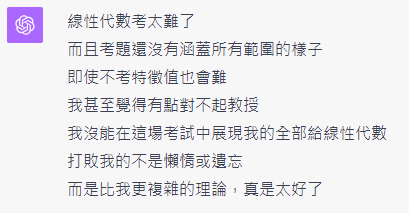 線性代數考太難了
而且考題還沒有涵蓋所有範圍的樣子
即使不考特徵值也會難
我甚至覺得有點對不起教授
我沒能在這場考試中展現我的全部給線性代數
打敗我的不是懶惰或遺忘
而是比我更複雜的理論，真是太好了